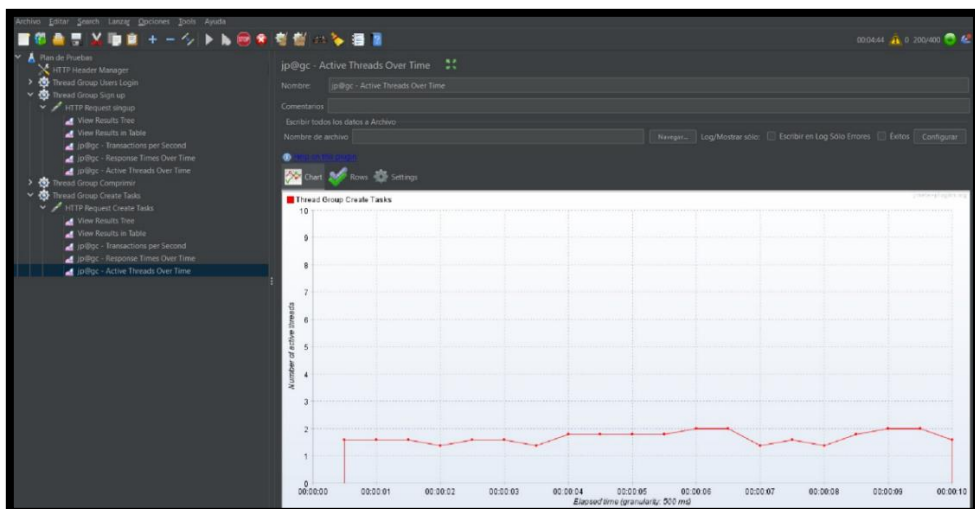 Archivo Editar Search Lanzar Opciones Tools Ayuda
00:04:44 0 200/400
Plan de Pruebas
HTTP Header Manager
Thread Group Users Login
Thread Group Sign up
HTTP Request singup
View Results Tree
View Results in Table
jp@gc - Transactions per Second
jp@gc - Response Times Over Time
jp@gc - Active Threads Over Time
Thread Group Comprimir
Thread Group Create Tasks
HTTP Request Create Tasks
View Results Tree
View Results in Table
jp@gc - Transactions per Second
jp@gc - Response Times Over Time
jp@gc - Active Threads Over Time
jp@gc - Active Threads Over Time
Nombre: jp@gc - Active Threads Over Time
Comentarios
Escribir todos los datos a Archivo
Nombre de archivo Navegar... Log/Mostrar sólo: Escribir en Log Sólo Errores Éxitos Configurar
Help on this plugin
Chart Rows Settings
Thread Group Create Tasks
10
9
8
7
6
5
4
3
2
1
0
Number of active threads
00:00:00 00:00:01 00:00:02 00:00:03 00:00:04 00:00:05 00:00:06 00:00:07 00:00:08 00:00:09 00:00:10
Elapsed time (granularity: 500 ms)